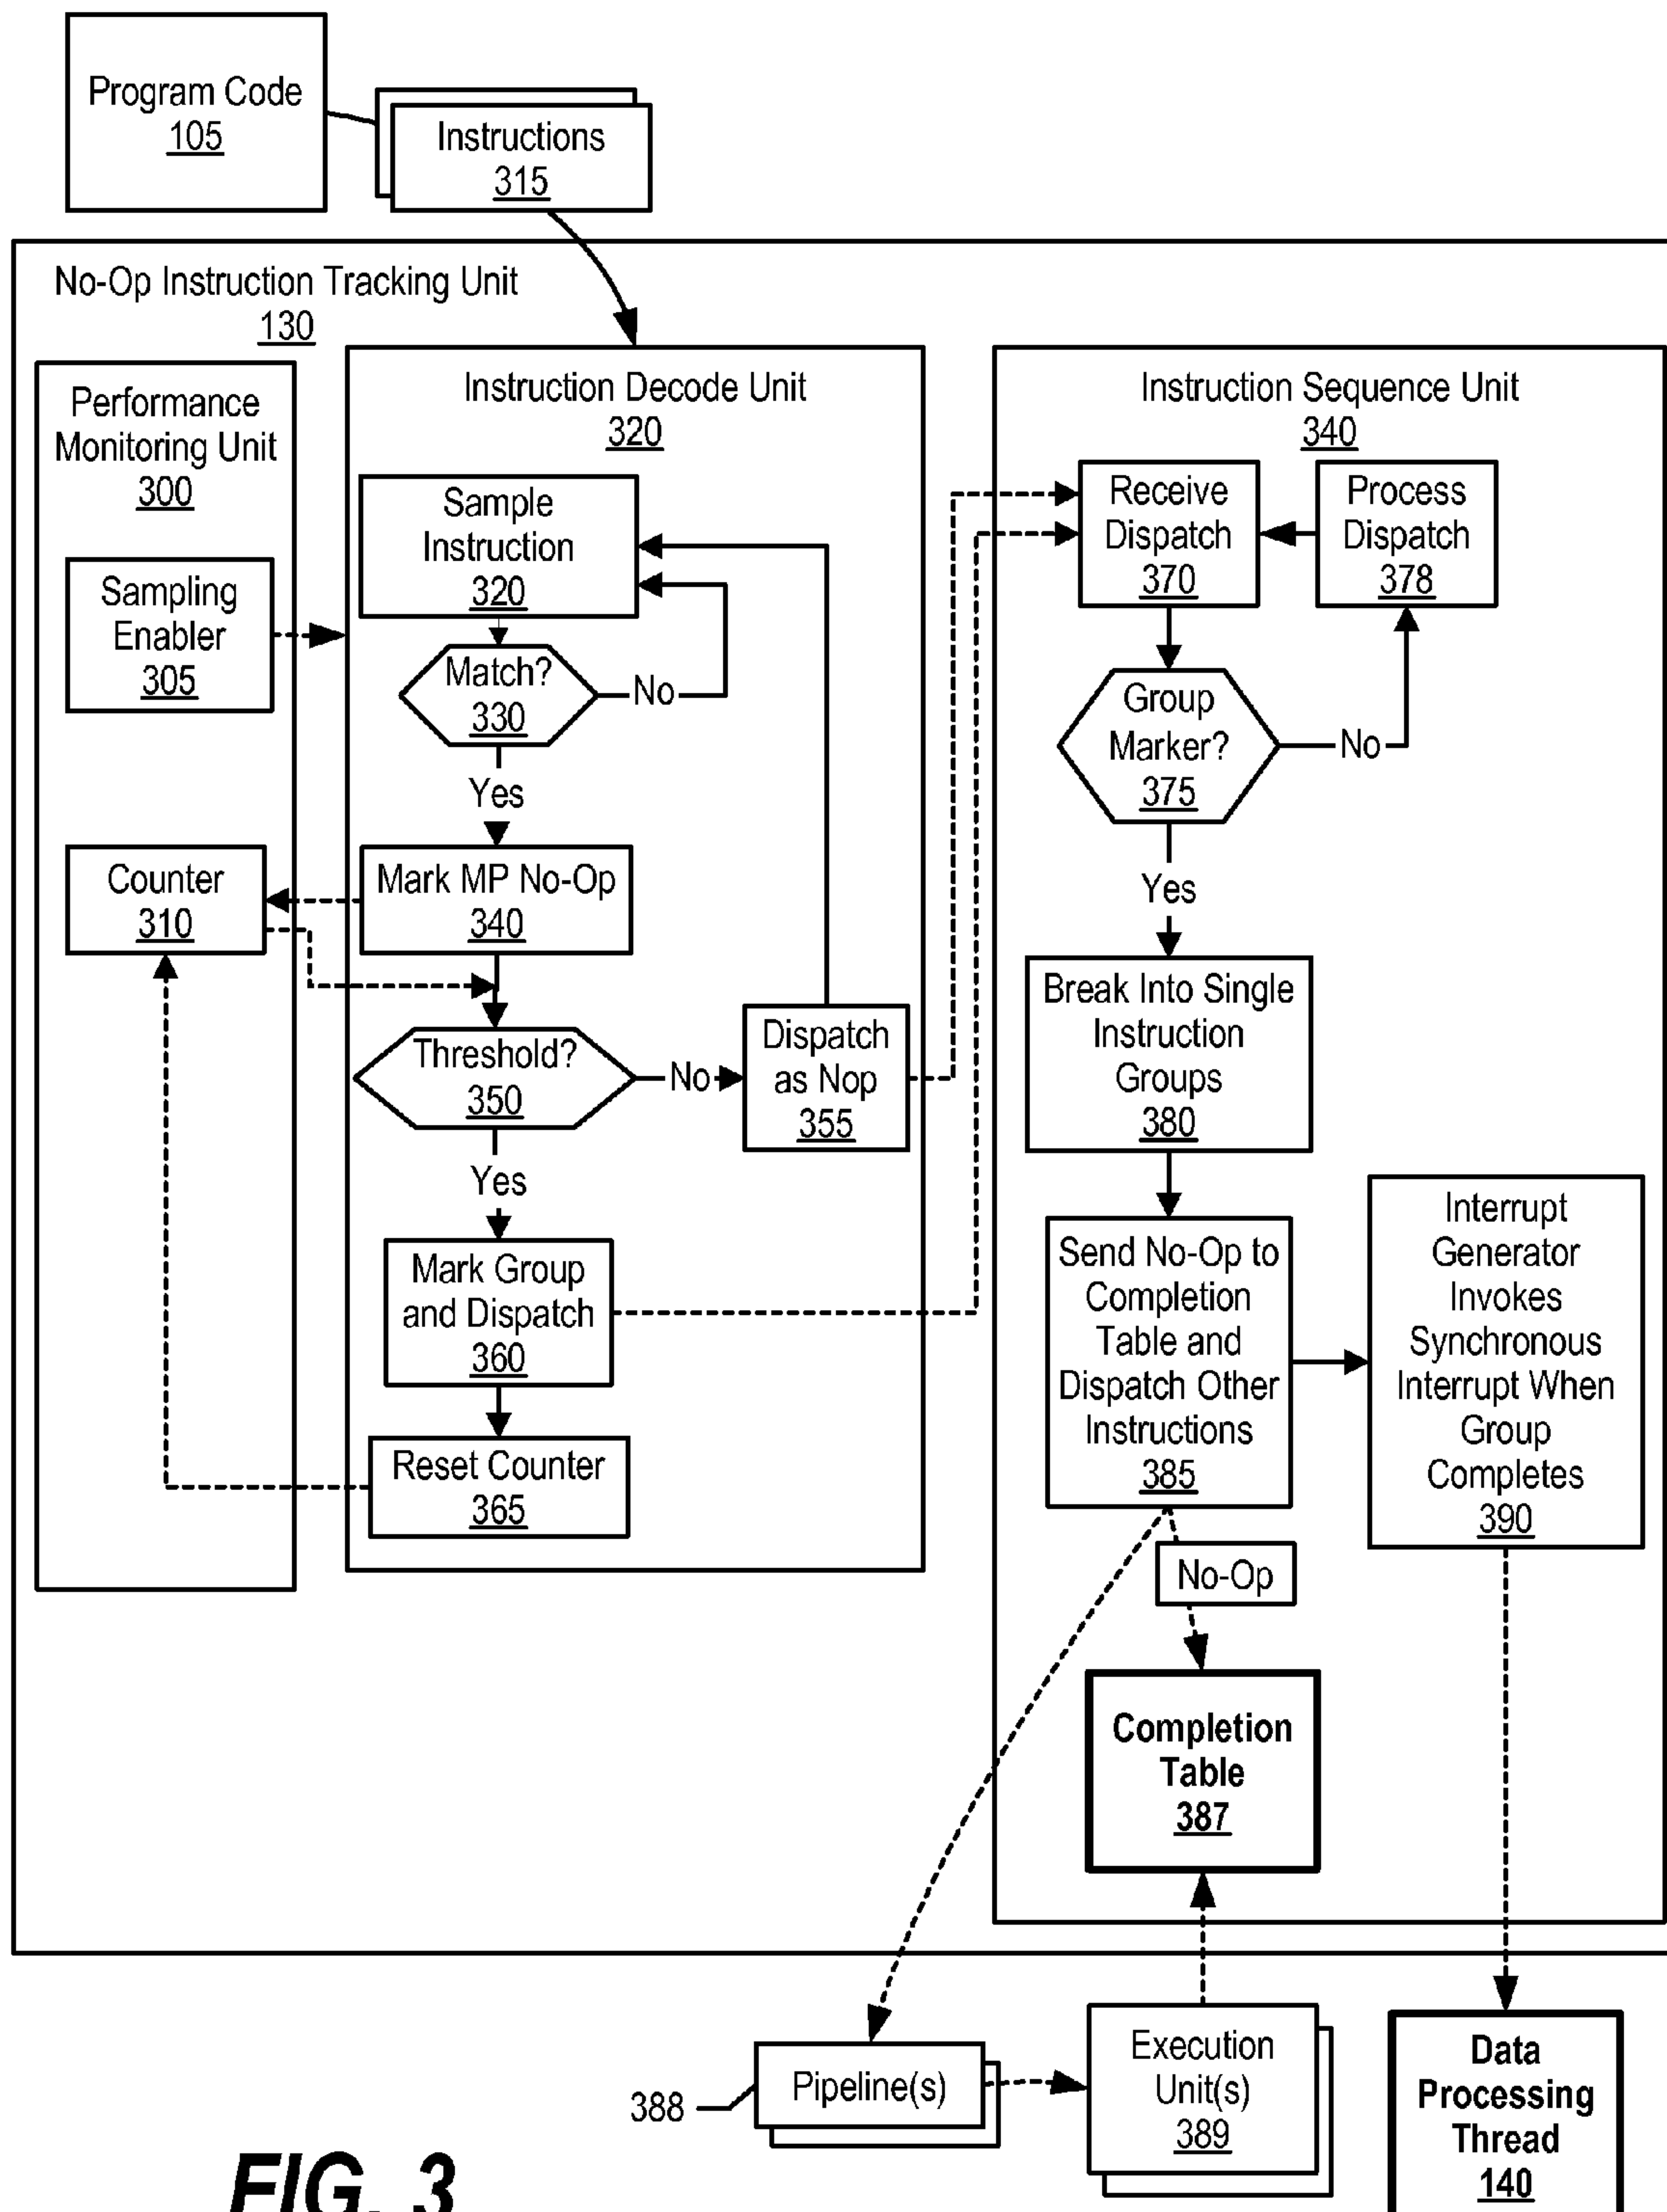 Program Code
105
Instructions
315
No-Op Instruction Tracking Unit
130
Performance
Monitoring Unit
300
Sampling
Enabler
305
Counter
310
Instruction Decode Unit
320
Sample
Instruction
320
Match?
330
No
Yes
Mark MP No-Op
340
Threshold?
350
No
Dispatch
as Nop
355
Yes
Mark Group
and Dispatch
360
Reset Counter
365
Instruction Sequence Unit
340
Receive
Dispatch
370
Process
Dispatch
378
Group
Marker?
375
No
Yes
Break Into Single
Instruction
Groups
380
Send No-Op to
Completion
Table and
Dispatch Other
Instructions
385
Interrupt
Generator
Invokes
Synchronous
Interrupt When
Group
Completes
390
No-Op
Completion
Table
387
388
Pipeline(s)
Execution
Unit(s)
389
Data
Processing
Thread
140
FIG. 3